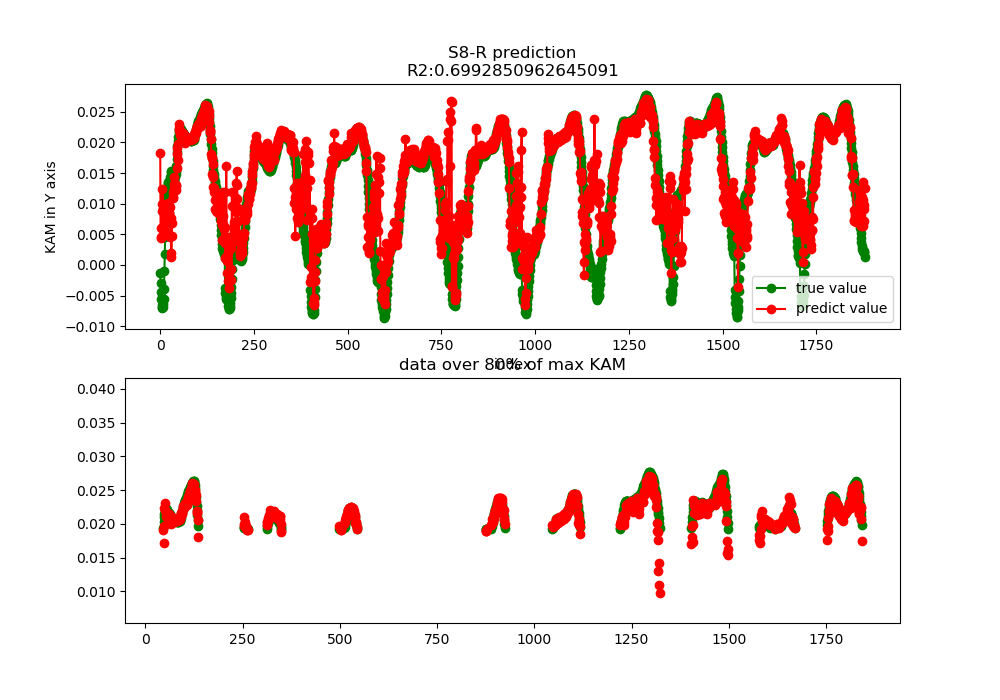 S8-R prediction
R2:0.6992850962645091
KAM in Y axis
0.025
0.020
0.015
0.010
0.005
0.000
−0.005
−0.010
true value
predict value
0 250 500 750 1000 1250 1500 1750
index
data over 80% of max KAM
0.040
0.035
0.030
0.025
0.020
0.015
0.010
0 250 500 750 1000 1250 1500 1750